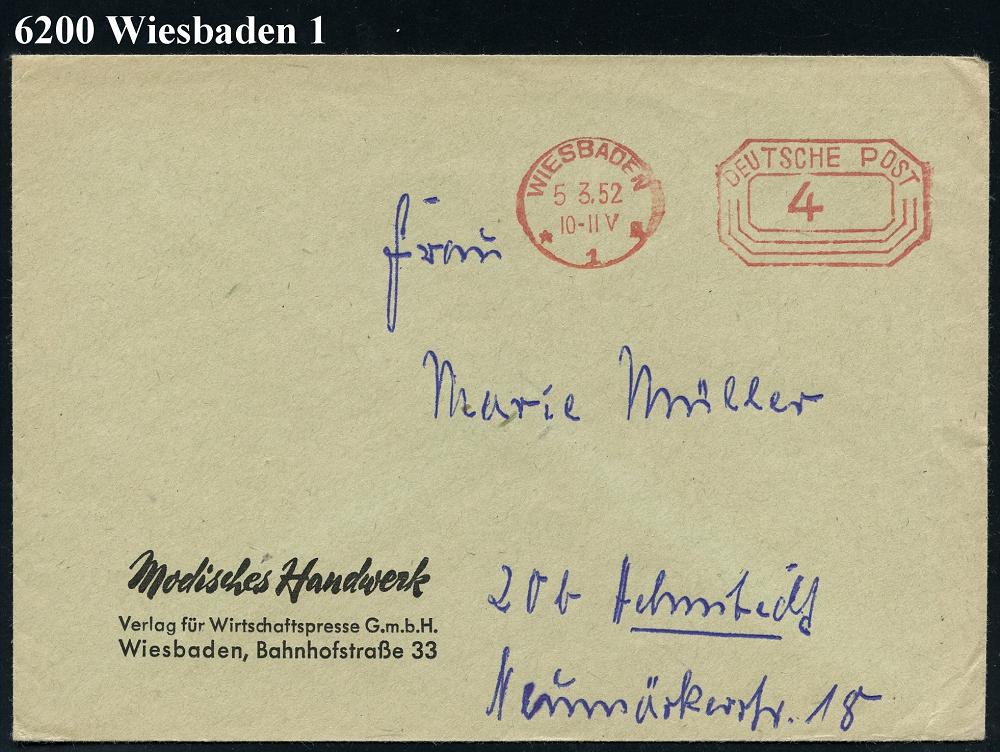 6200 Wiesbaden 1
WIESBADEN
5 3.52
10-11 V
1
DEUTSCHE POST
4
Frau
Marie Müller
Modisches Handwerk
Verlag für Wirtschaftspresse G.m.b.H.
Wiesbaden, Bahnhofstraße 33
20b Helmstedt
Neumärkerstr. 18